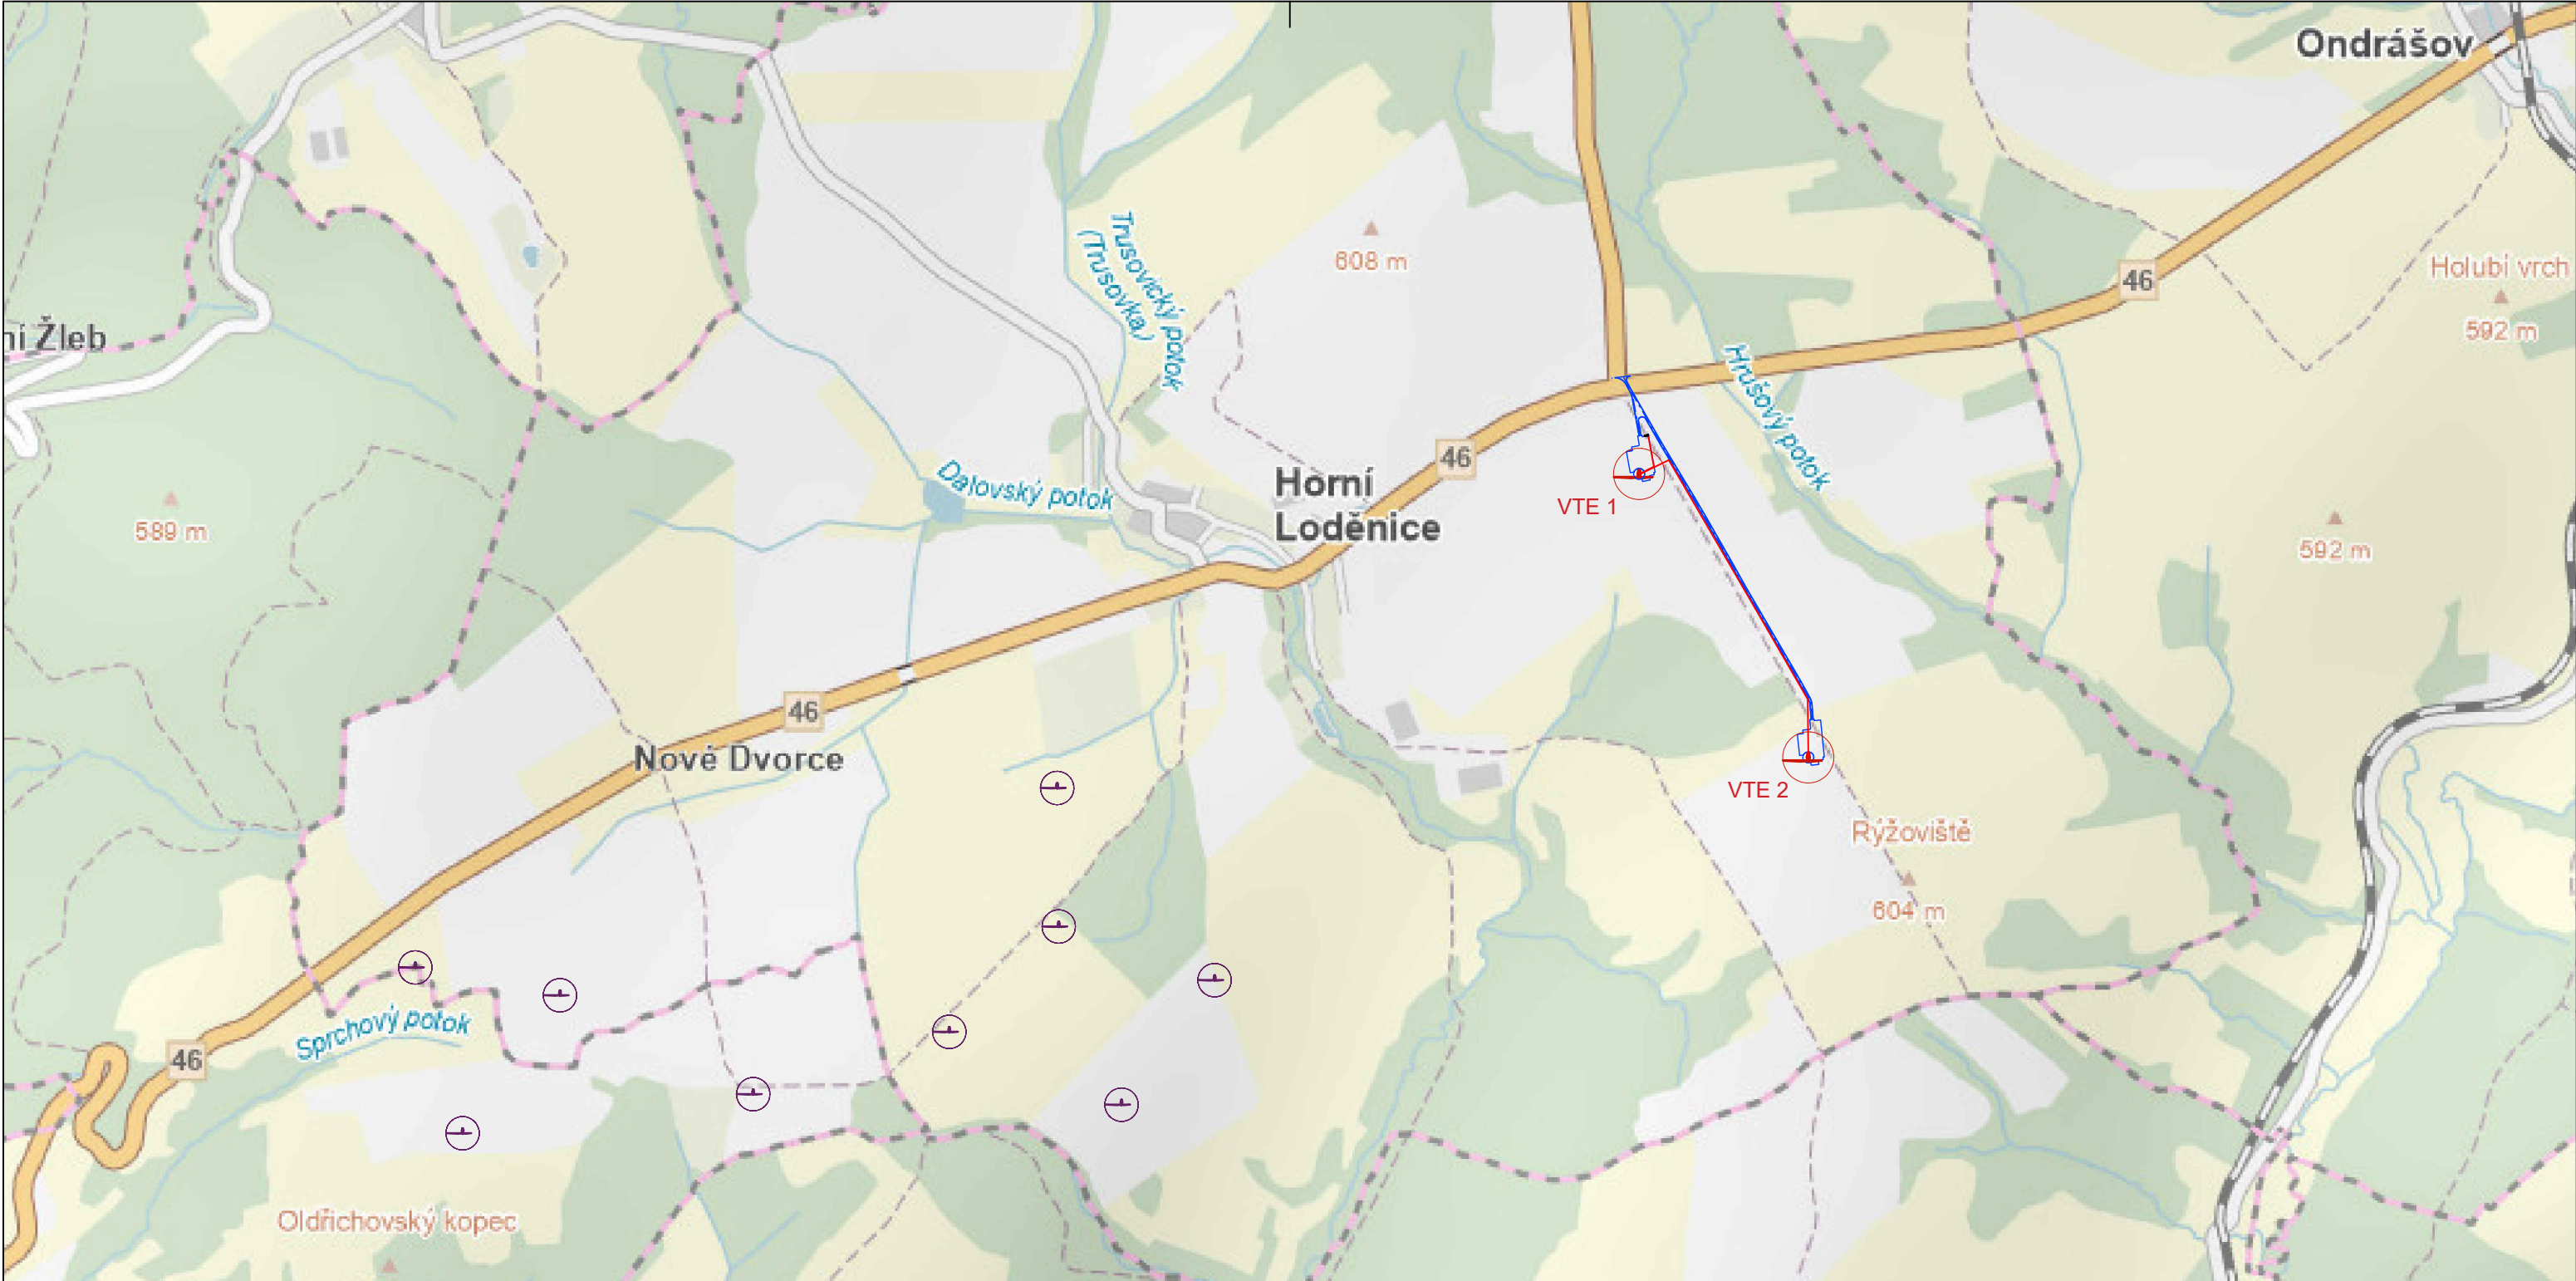 Ondrášov
Holubí vrch
592 m
608 m
Trusovický potok
(Trusovka)
46
ní Žleb
Hrušový potok
46
Horní
Loděnice
Dalovský potok
VTE 1
589 m
592 m
46
Nové Dvorce
VTE 2
Rýžoviště
604 m
Sprchový potok
46
Oldřichovský kopec